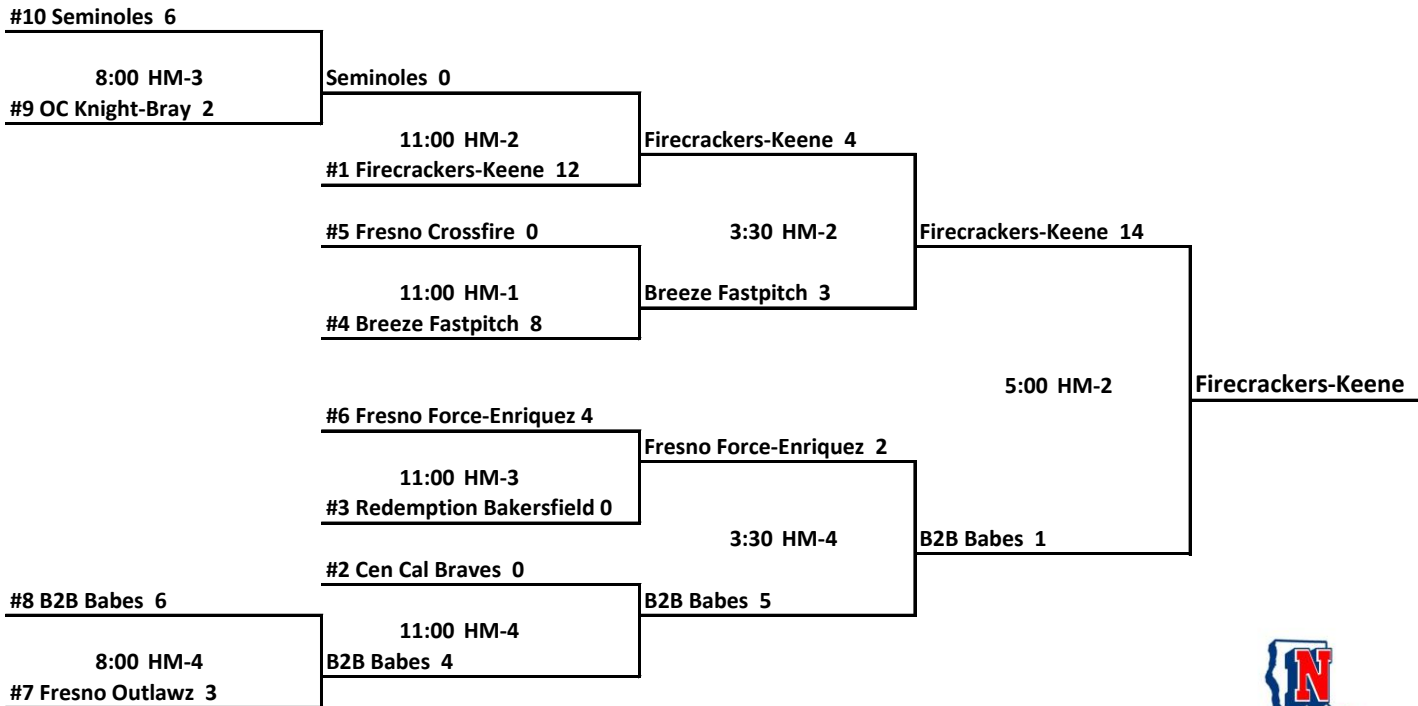 #10 Seminoles 6
8:00 HM-3
Seminoles 0
#9 OC Knight-Bray 2
11:00 HM-2
Firecrackers-Keene 4
#1 Firecrackers-Keene 12
#5 Fresno Crossfire 0
3:30 HM-2
Firecrackers-Keene 14
11:00 HM-1
Breeze Fastpitch 3
#4 Breeze Fastpitch 8
5:00 HM-2
Firecrackers-Keene
#6 Fresno Force-Enriquez 4
Fresno Force-Enriquez 2
11:00 HM-3
#3 Redemption Bakersfield 0
3:30 HM-4
B2B Babes 1
#2 Cen Cal Braves 0
#8 B2B Babes 6
B2B Babes 5
11:00 HM-4
8:00 HM-4
B2B Babes 4
#7 Fresno Outlawz 3
N